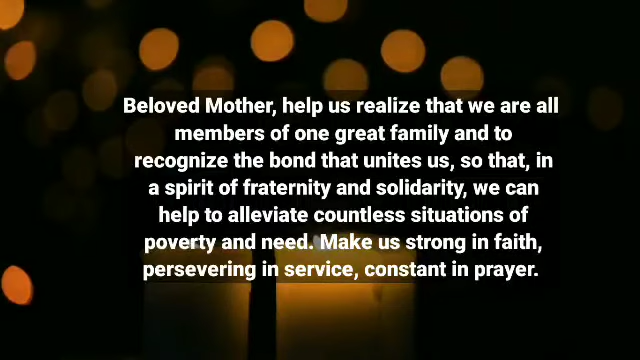 Beloved Mother, help us realize that we are all
members of one great family and to
recognize the bond that unites us, so that, in
a spirit of fraternity and solidarity, we can
help to alleviate countless situations of
poverty and need. Make us strong in faith,
persevering in service, constant in prayer.